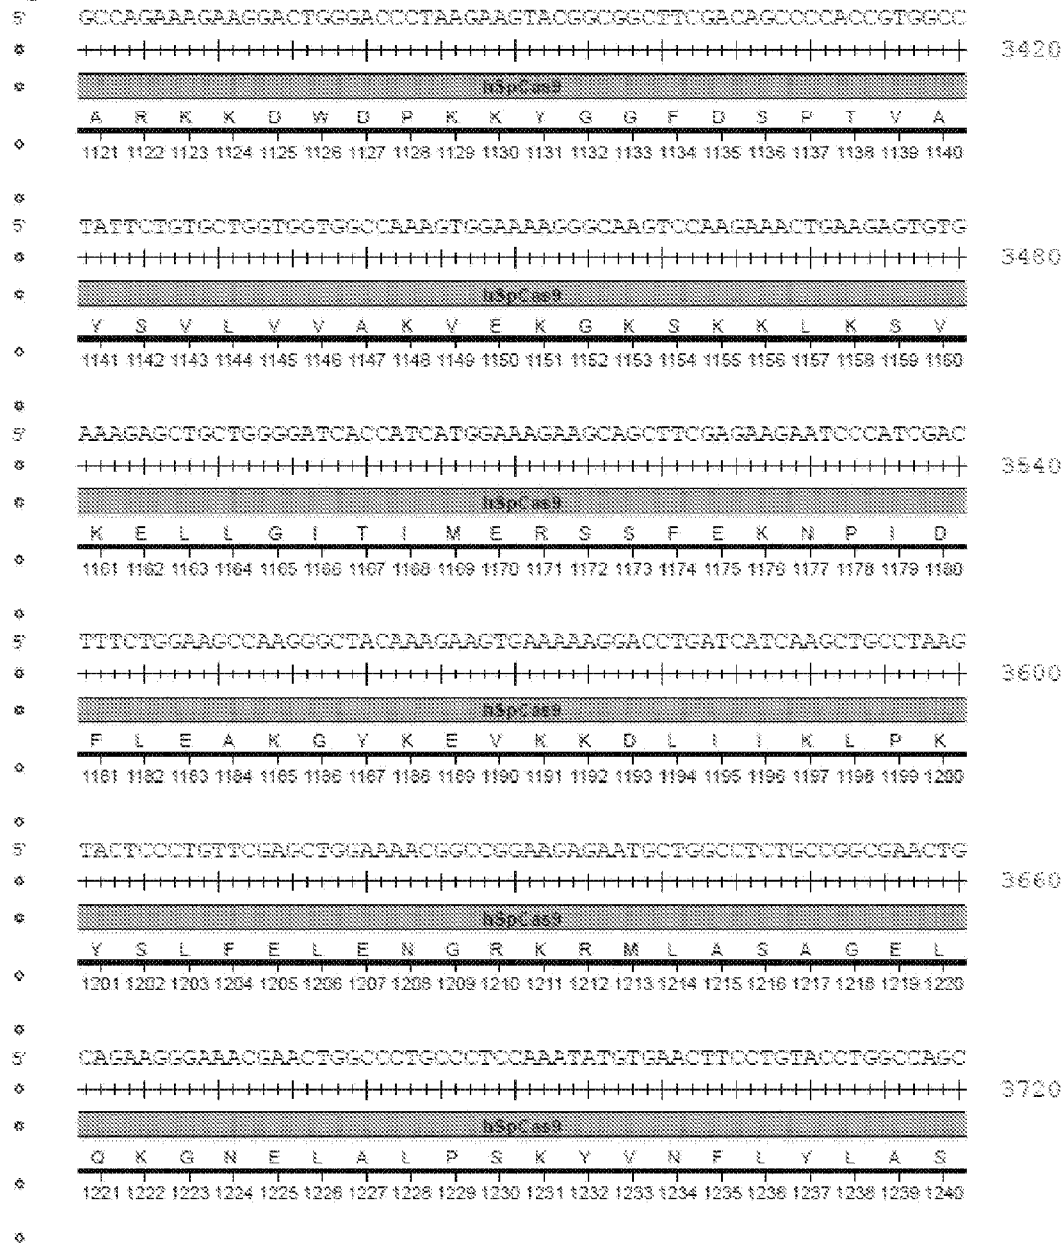 5' GCCAGAAAGAAGGACTGGGACCCTAAGAAGTACGGCGGCTTCGACAGCCCCACCGTGGCC
3420
hSpCas9
A R K K D W D P K K Y G G F D S P T V A
1121 1122 1123 1124 1125 1126 1127 1128 1129 1130 1131 1132 1133 1134 1135 1136 1137 1138 1139 1140
5' TATTCTGTGCTGGTGGTGGCCAAAGTGGAAAAGGGCAAGTCCAAGAAACTGAAGAGTGTG
3480
hSpCas9
Y S V L V V A K V E K G K S K K L K S V
1141 1142 1143 1144 1145 1146 1147 1148 1149 1150 1151 1152 1153 1154 1155 1156 1157 1158 1159 1160
5' AAAGAGCTGCTGGGGATCACCATCATGGAAAGAAGCAGCTTCGAGAAGAATCCCATCGAC
3540
hSpCas9
K E L L G I T I M E R S S F E K N P I D
1161 1162 1163 1164 1165 1166 1167 1168 1169 1170 1171 1172 1173 1174 1175 1176 1177 1178 1179 1180
5' TTTCTGGAAGCCAAGGGCTACAAAGAAGTGAAAAAGGACCTGATCATCAAGCTGCCTAAG
3600
hSpCas9
F L E A K G Y K E V K K D L I I K L P K
1181 1182 1183 1184 1185 1186 1187 1188 1189 1190 1191 1192 1193 1194 1195 1196 1197 1198 1199 1200
5' TACTCCCTGTTCGAGCTGGAAAACGGCCGGAAGAGAATGCTGGCCTCTGCCGGCGAACTG
3660
hSpCas9
Y S L F E L E N G R K R M L A S A G E L
1201 1202 1203 1204 1205 1206 1207 1208 1209 1210 1211 1212 1213 1214 1215 1216 1217 1218 1219 1220
5' CAGAAGGGAAACGAACTGGCCCTGCCCTCCAAATATGTGAACTTCCTGTACCTGGCCAGC
3720
hSpCas9
Q K G N E L A L P S K Y V N F L Y L A S
1221 1222 1223 1224 1225 1226 1227 1228 1229 1230 1231 1232 1233 1234 1235 1236 1237 1238 1239 1240